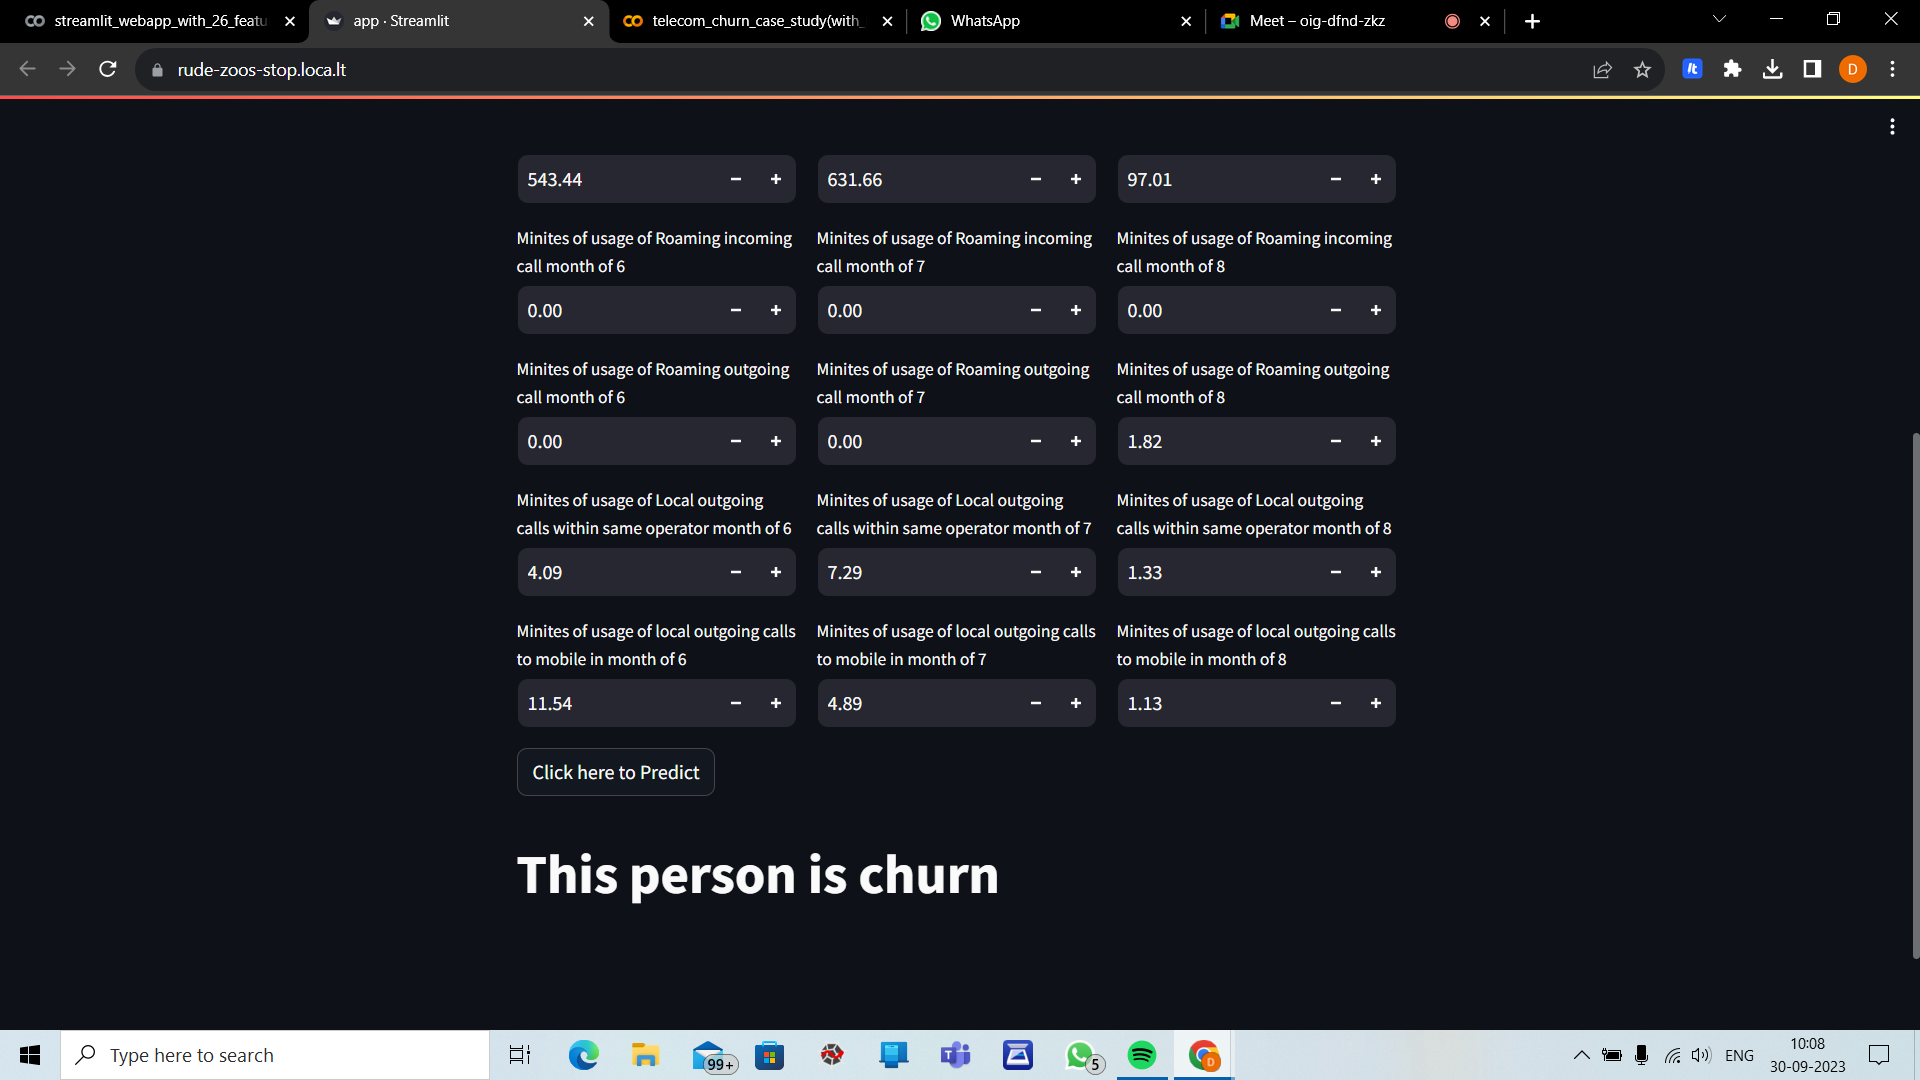 streamlit_webapp_with_26_featu
app · Streamlit
telecom_churn_case_study(with_
WhatsApp
Meet – oig-dfnd-zkz
rude-zoos-stop.loca.lt
lt
D
543.44 − +
631.66 − +
97.01 − +
Minites of usage of Roaming incoming
call month of 6
Minites of usage of Roaming incoming
call month of 7
Minites of usage of Roaming incoming
call month of 8
0.00 − +
0.00 − +
0.00 − +
Minites of usage of Roaming outgoing
call month of 6
Minites of usage of Roaming outgoing
call month of 7
Minites of usage of Roaming outgoing
call month of 8
0.00 − +
0.00 − +
1.82 − +
Minites of usage of Local outgoing
calls within same operator month of 6
Minites of usage of Local outgoing
calls within same operator month of 7
Minites of usage of Local outgoing
calls within same operator month of 8
4.09 − +
7.29 − +
1.33 − +
Minites of usage of local outgoing calls
to mobile in month of 6
Minites of usage of local outgoing calls
to mobile in month of 7
Minites of usage of local outgoing calls
to mobile in month of 8
11.54 − +
4.89 − +
1.13 − +
Click here to Predict
This person is churn
Type here to search
99+
5
D
ENG
10:08
30-09-2023